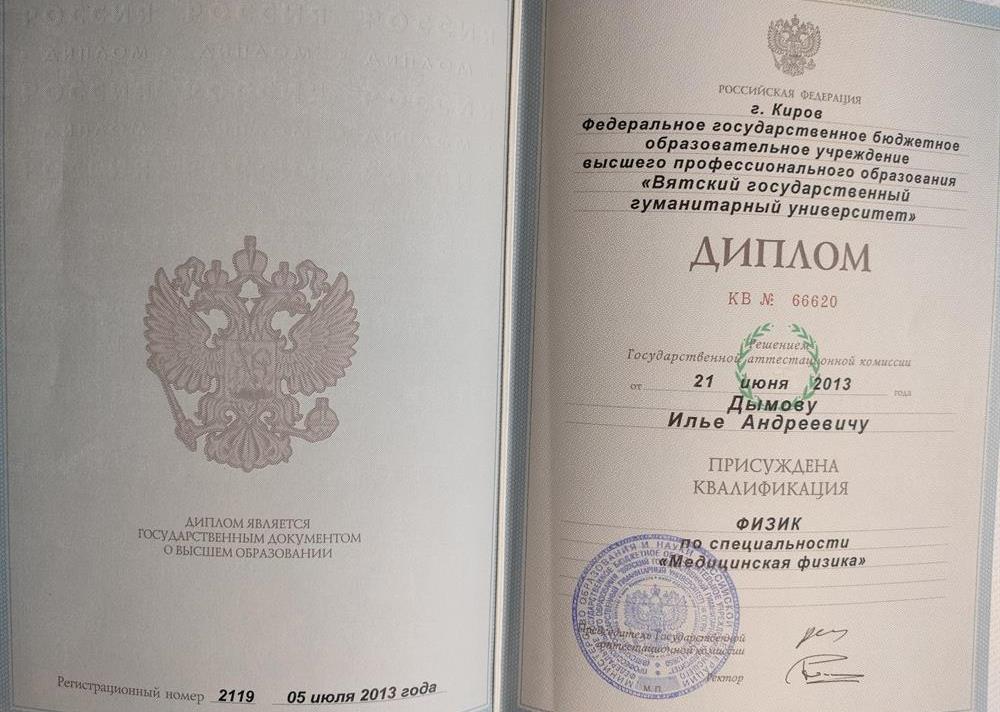 ДИПЛОМ ЯВЛЯЕТСЯ
ГОСУДАРСТВЕННЫМ ДОКУМЕНТОМ
О ВЫСШЕМ ОБРАЗОВАНИИ
Регистрационный номер 2119 05 июля 2013 года
РОССИЙСКАЯ ФЕДЕРАЦИЯ
г. Киров
Федеральное государственное бюджетное
образовательное учреждение
высшего профессионального образования
«Вятский государственный
гуманитарный университет»
ДИПЛОМ
КВ № 66620
Решением
Государственной аттестационной комиссии
от 21 июня 2013 года
Дымову
Илье Андреевичу
ПРИСУЖДЕНА
КВАЛИФИКАЦИЯ
ФИЗИК
по специальности
«Медицинская физика»
Председатель Государственной
аттестационной комиссии
М.П. Ректор